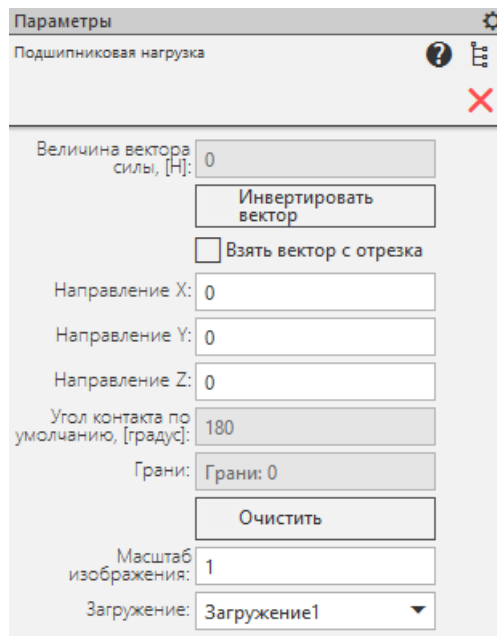 Параметры
Подшипниковая нагрузка
Величина вектора
силы, [Н]:
0
Инвертировать
вектор
Взять вектор с отрезка
Направление X:
0
Направление Y:
0
Направление Z:
0
Угол контакта по
умолчанию, [градус]:
180
Грани:
Грани: 0
Очистить
Масштаб
изображения:
1
Загружение:
Загружение1